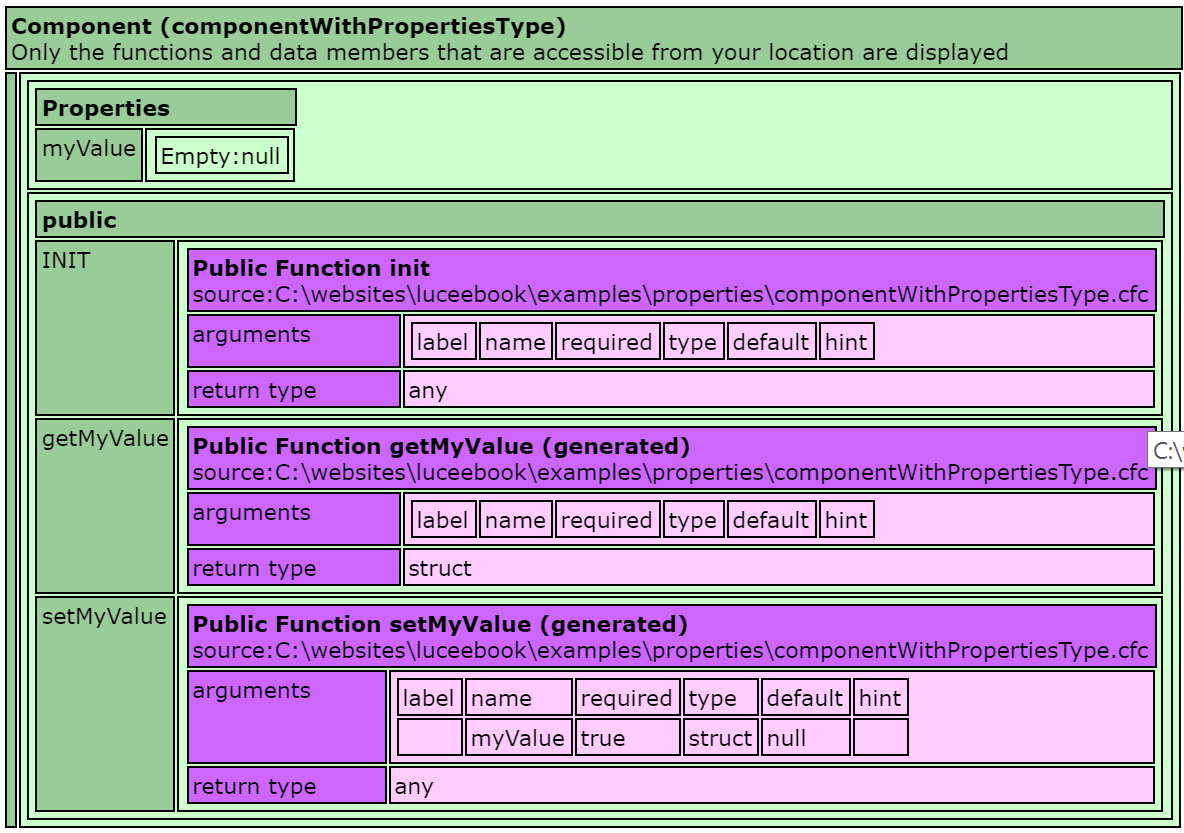 Component (componentWithPropertiesType)
Only the functions and data members that are accessible from your location are displayed
Properties
myValue Empty:null
public
INIT Public Function init
source:C:\websites\luceebook\examples\properties\componentWithPropertiesType.cfc
arguments label name required type default hint
return type any
getMyValue Public Function getMyValue (generated)
source:C:\websites\luceebook\examples\properties\componentWithPropertiesType.cfc
C:\
arguments label name required type default hint
return type struct
setMyValue Public Function setMyValue (generated)
source:C:\websites\luceebook\examples\properties\componentWithPropertiesType.cfc
arguments label name required type default hint
myValue true struct null
return type any